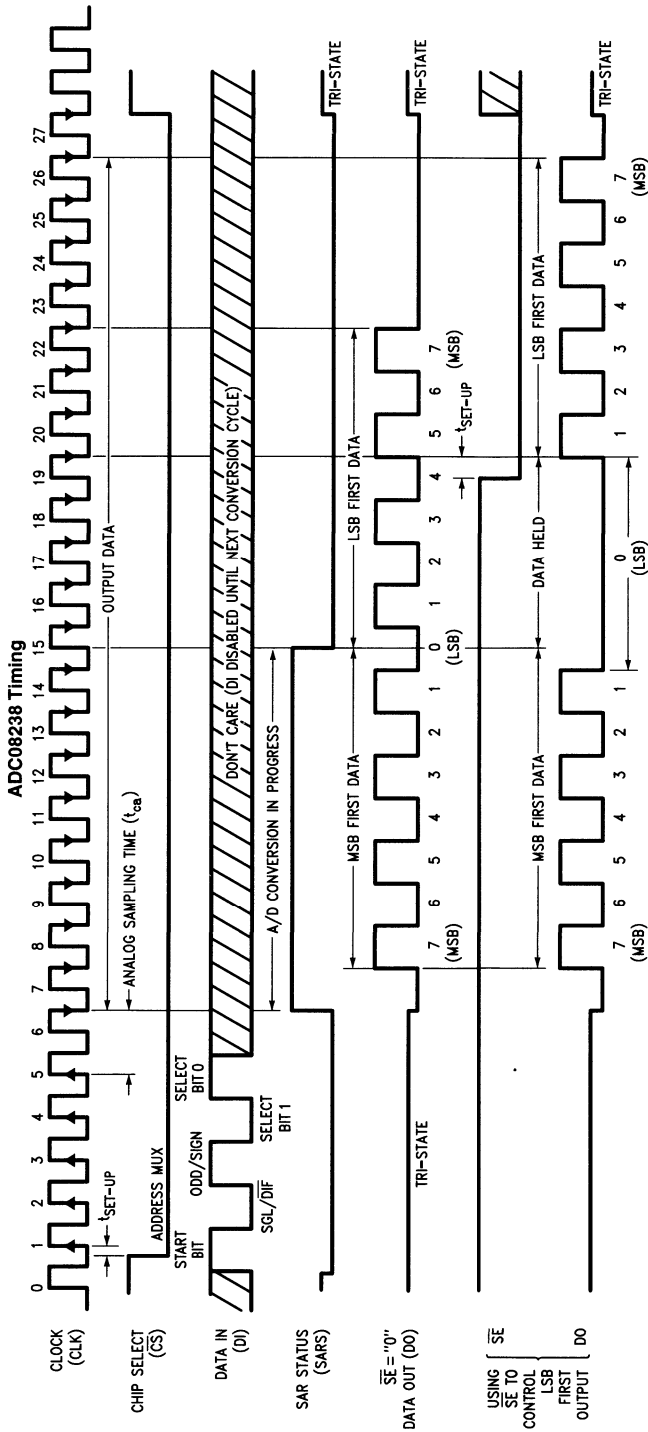 ADC08238 Timing
CLOCK
(CLK)
0 1 2 3 4 5 6 7 8 9 10 11 12 13 14 15 16 17 18 19 20 21 22 23 24 25 26 27
tSET-UP
ANALOG SAMPLING TIME (tca)
OUTPUT DATA
CHIP SELECT (CS)
ADDRESS MUX
START
BIT
ODD/SIGN
SELECT
BIT 0
DATA IN
(DI)
SGL/DIF
SELECT
BIT 1
DON'T CARE (DI DISABLED UNTIL NEXT CONVERSION CYCLE)
SAR STATUS
(SARS)
A/D CONVERSION IN PROGRESS
TRI-STATE
MSB FIRST DATA
LSB FIRST DATA
SE = "0"
DATA OUT (DO)
TRI-STATE
TRI-STATE
7 6 5 4 3 2 1 0 1 2 3 4 5 6 7
(MSB)
(LSB)
(MSB)
tSET-UP
USING
SE TO
CONTROL
LSB
FIRST
OUTPUT
SE
MSB FIRST DATA
DATA HELD
LSB FIRST DATA
DO
TRI-STATE
7 6 5 4 3 2 1 0 1 2 3 4 5 6 7
(MSB)
(LSB)
(MSB)